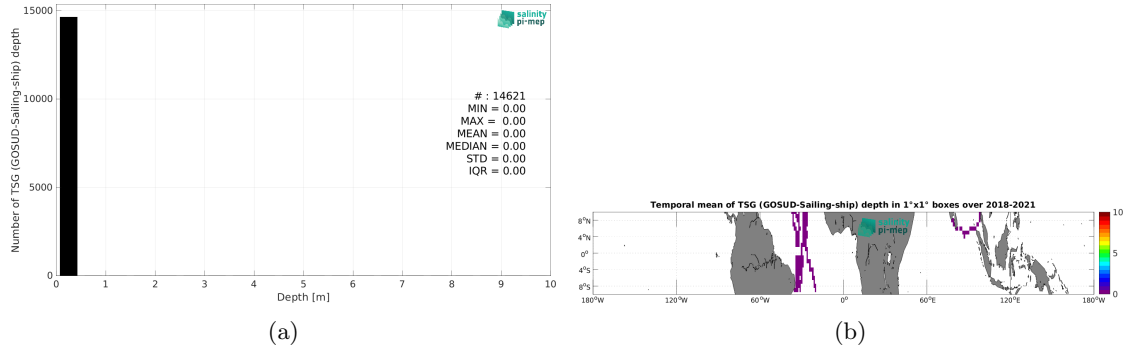 15000
10000
5000
0
Number of TSG (GOSUD-Sailing-ship) depth
salinity
pi-mep
# : 14621
MIN = 0.00
MAX = 0.00
MEAN = 0.00
MEDIAN = 0.00
STD = 0.00
IQR = 0.00
0 1 2 3 4 5 6 7 8 9 10
Depth [m]
(a)
Temporal mean of TSG (GOSUD-Sailing-ship) depth in 1°x1° boxes over 2018-2021
salinity
pi-mep
8°N
4°N
0°
4°S
8°S
180°W 120°W 60°W 0° 60°E 120°E 180°W
10
5
0
(b)